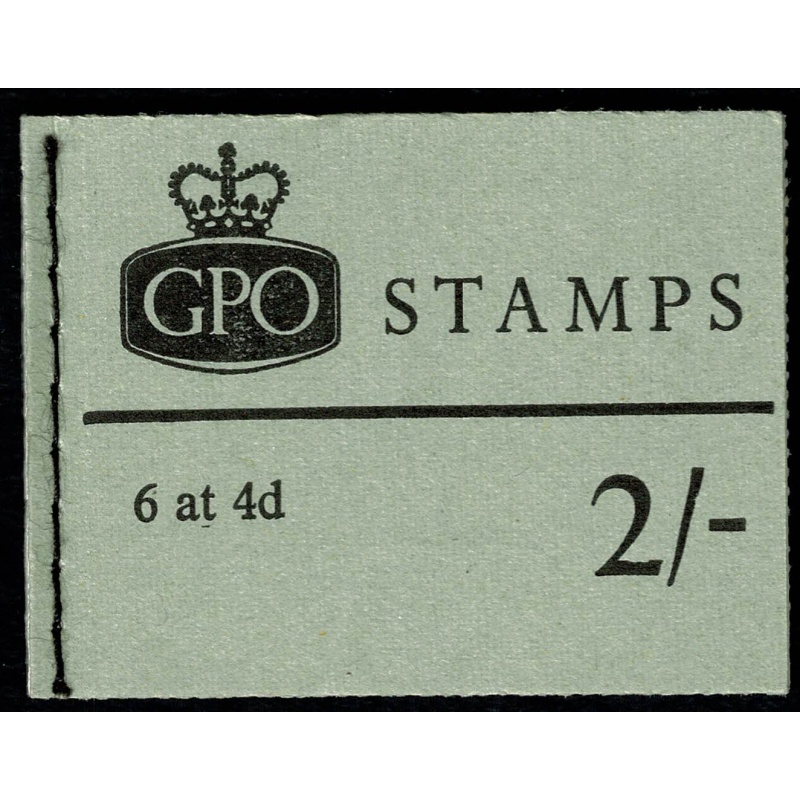 GPO STAMPS
6 at 4d 2/-